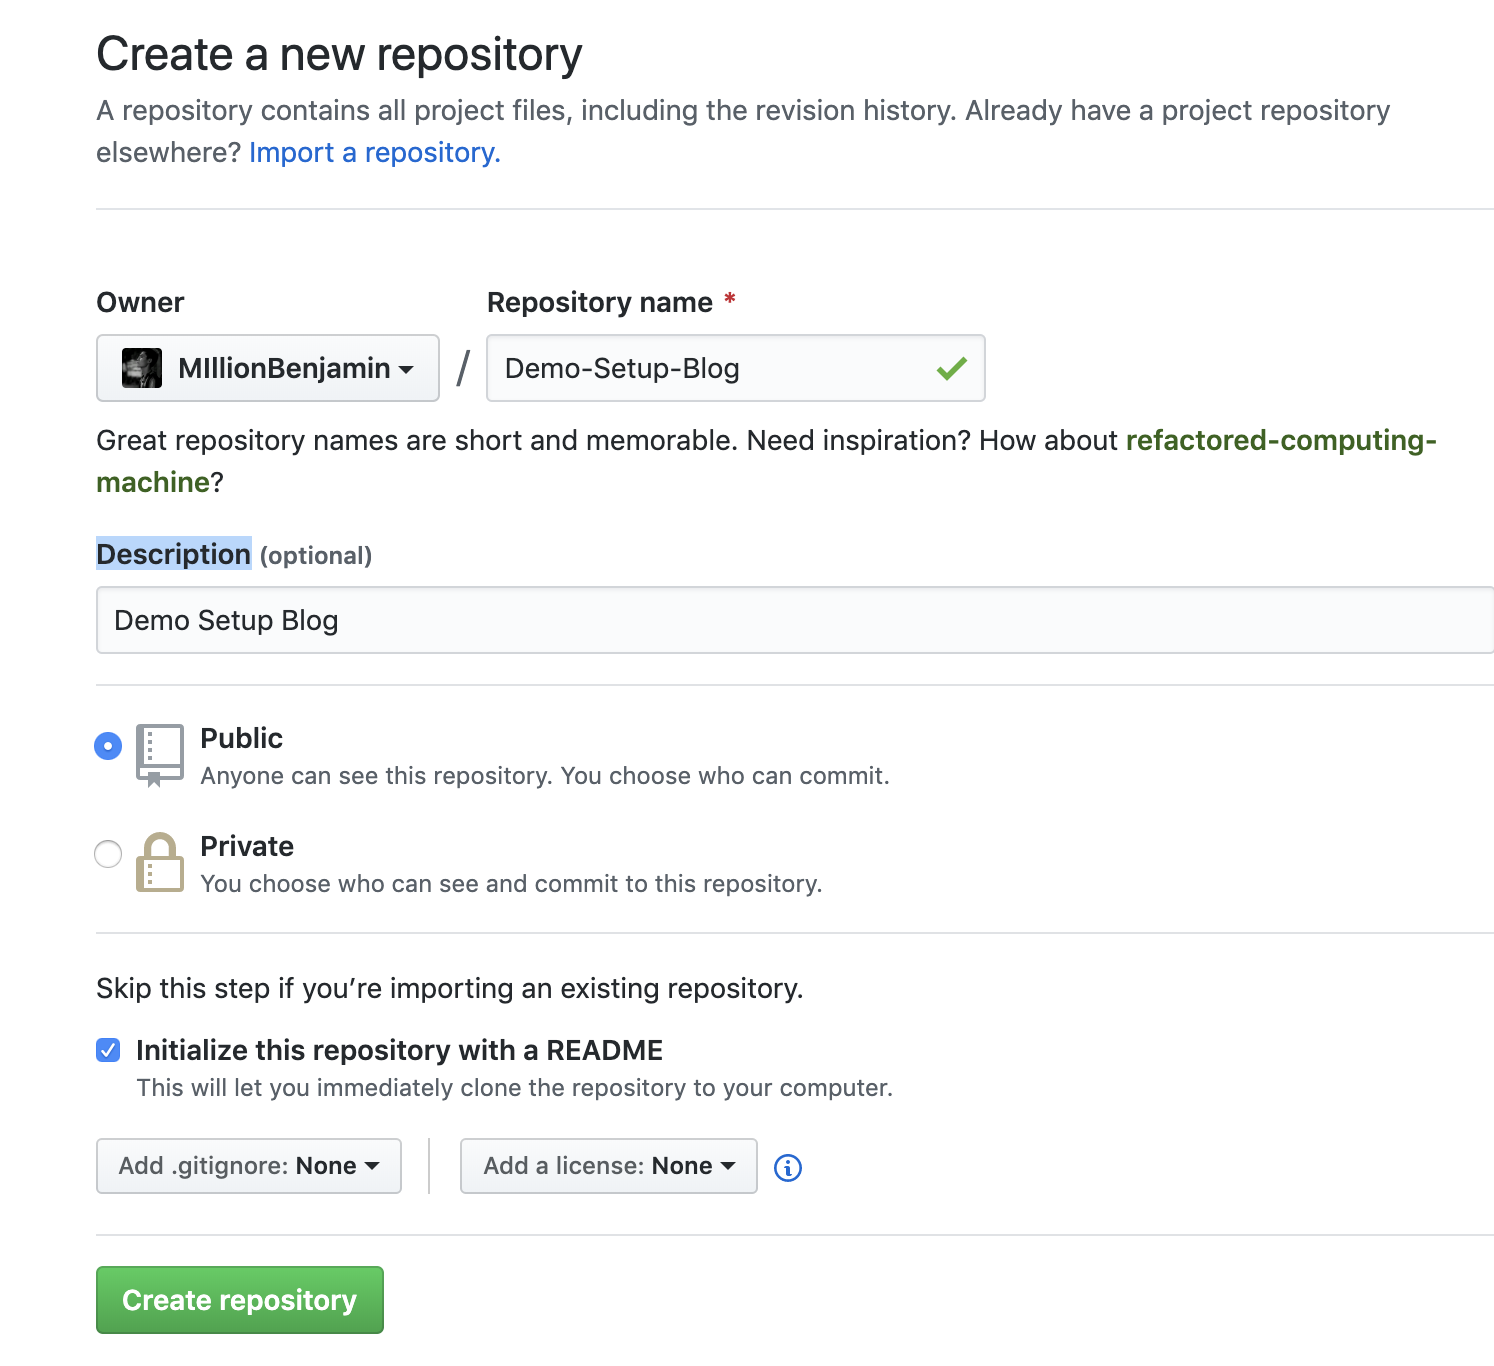 Create a new repository
A repository contains all project files, including the revision history. Already have a project repository
elsewhere? Import a repository.
Owner
Repository name *
MIllionBenjamin
/
Demo-Setup-Blog
Great repository names are short and memorable. Need inspiration? How about refactored-computing-
machine?
Description (optional)
Demo Setup Blog
Public
Anyone can see this repository. You choose who can commit.
Private
You choose who can see and commit to this repository.
Skip this step if you’re importing an existing repository.
Initialize this repository with a README
This will let you immediately clone the repository to your computer.
Add .gitignore: None
Add a license: None
Create repository